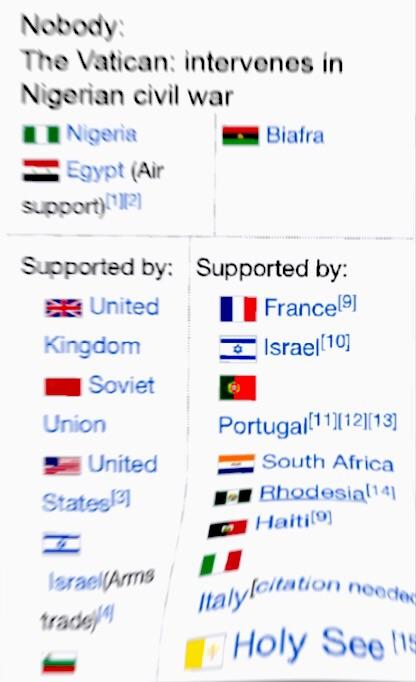 Nobody:
The Vatican: intervenes in
Nigerian civil war
Nigeria
Egypt (Air
support)[1][2]
Biafra
Supported by:
United
Kingdom
Soviet
Union
United
States[3]
Israel(Arms
trade)[4]
Supported by:
France[9]
Israel[10]
Portugal[11][12][13]
South Africa
Rhodesia[14]
Haiti[9]
Italy[citation neede
Holy See [15